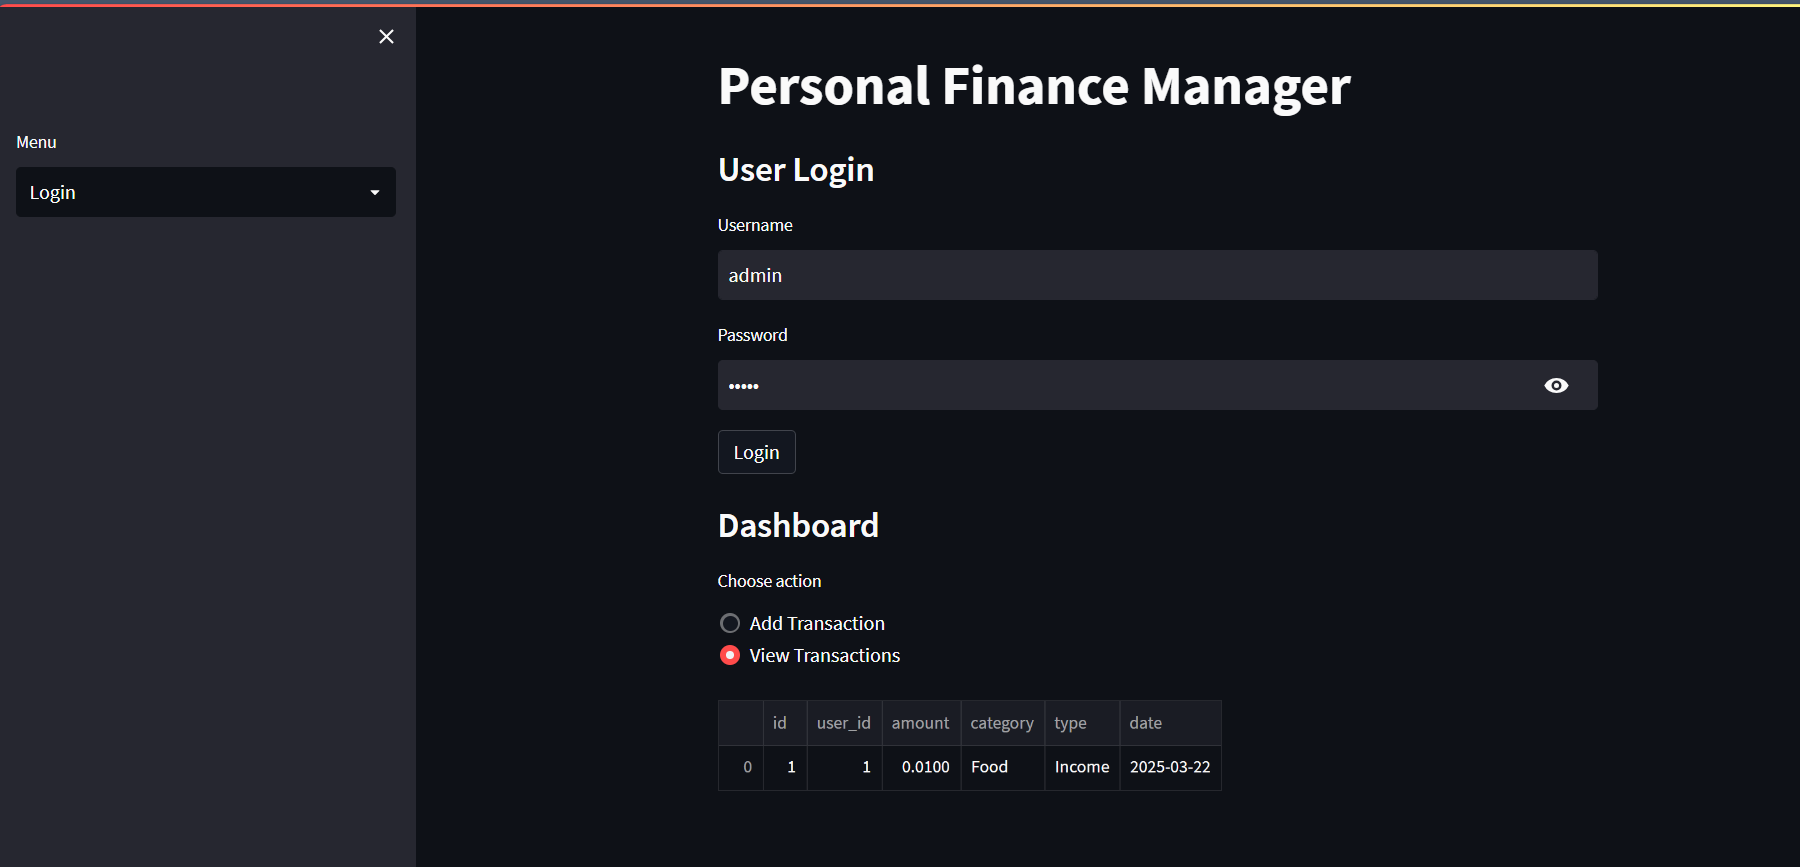 Menu
Login
Personal Finance Manager
User Login
Username
admin
Password
•••••
Login
Dashboard
Choose action
Add Transaction
View Transactions
id user_id amount category type date
0 1 1 0.0100 Food Income 2025-03-22